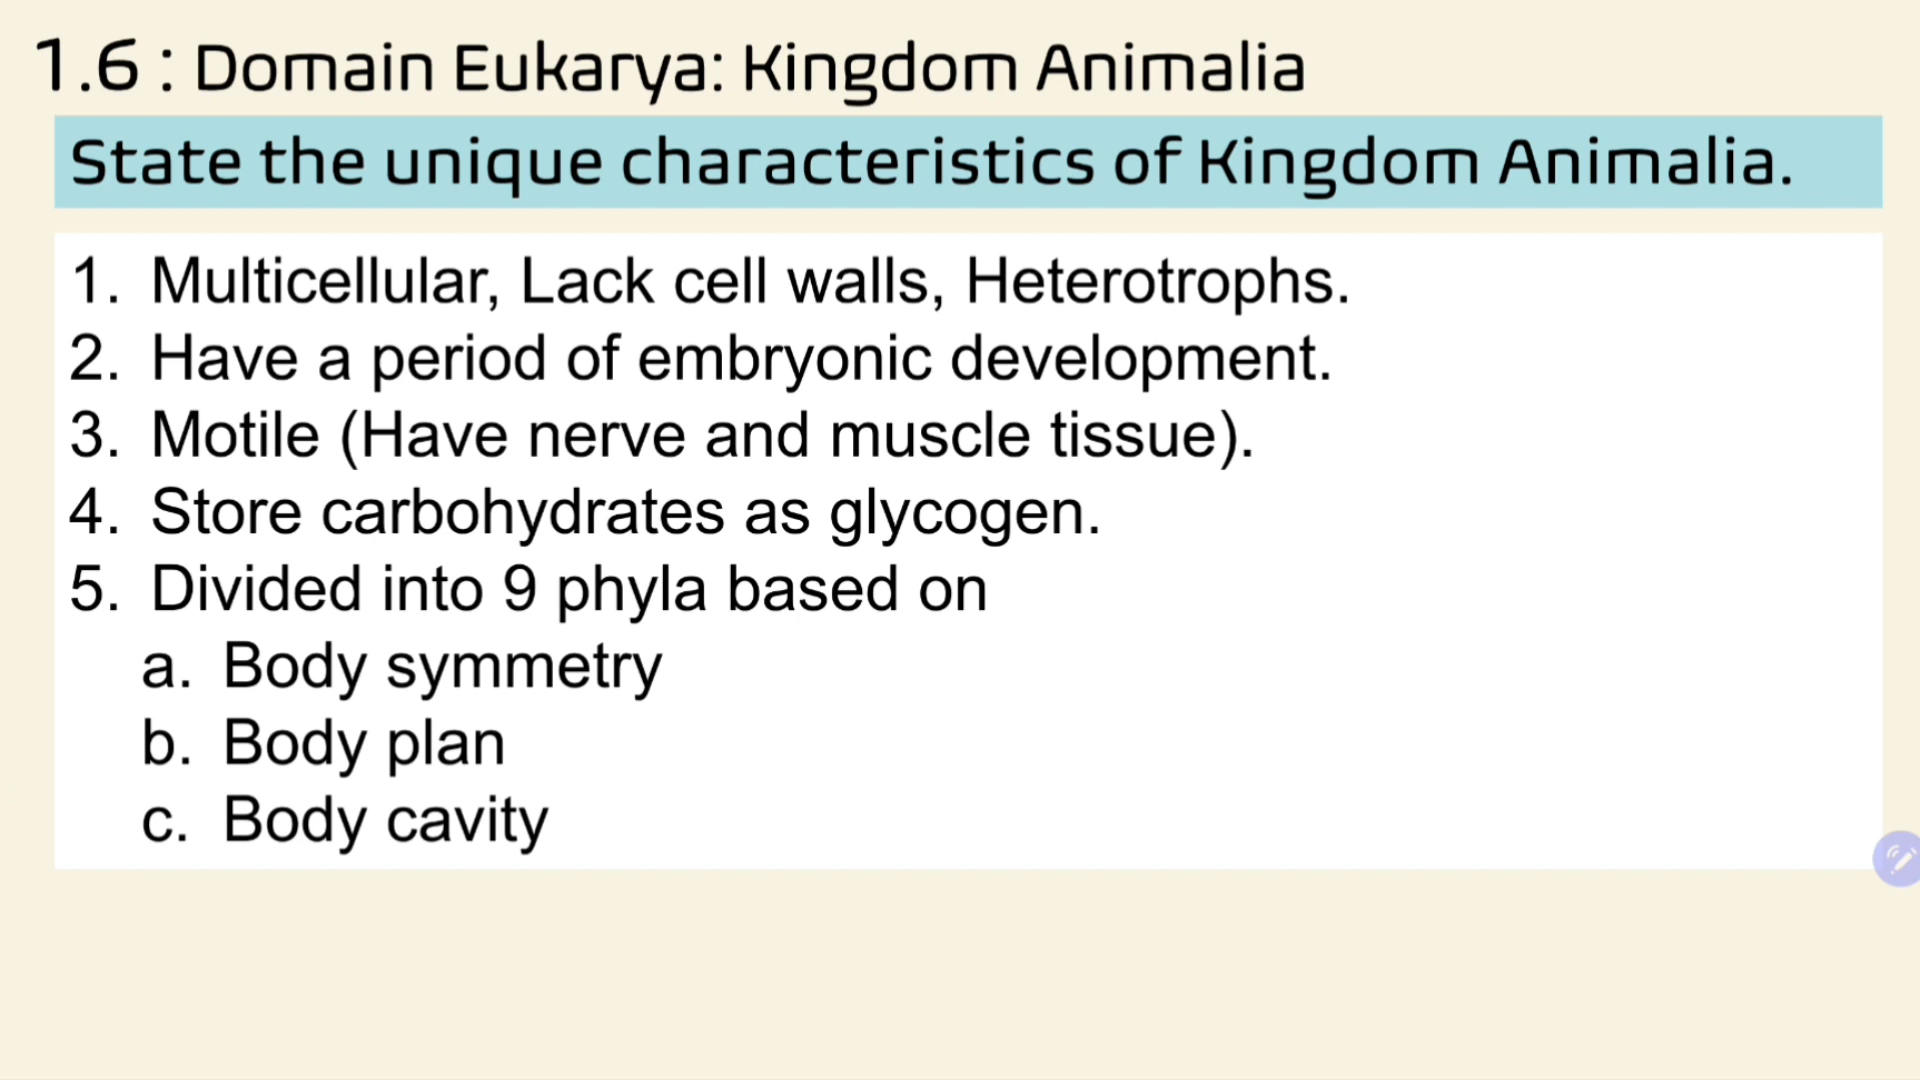 1.6 : Domain Eukarya: Kingdom Animalia
State the unique characteristics of Kingdom Animalia.
1. Multicellular, Lack cell walls, Heterotrophs.
2. Have a period of embryonic development.
3. Motile (Have nerve and muscle tissue).
4. Store carbohydrates as glycogen.
5. Divided into 9 phyla based on
a. Body symmetry
b. Body plan
c. Body cavity